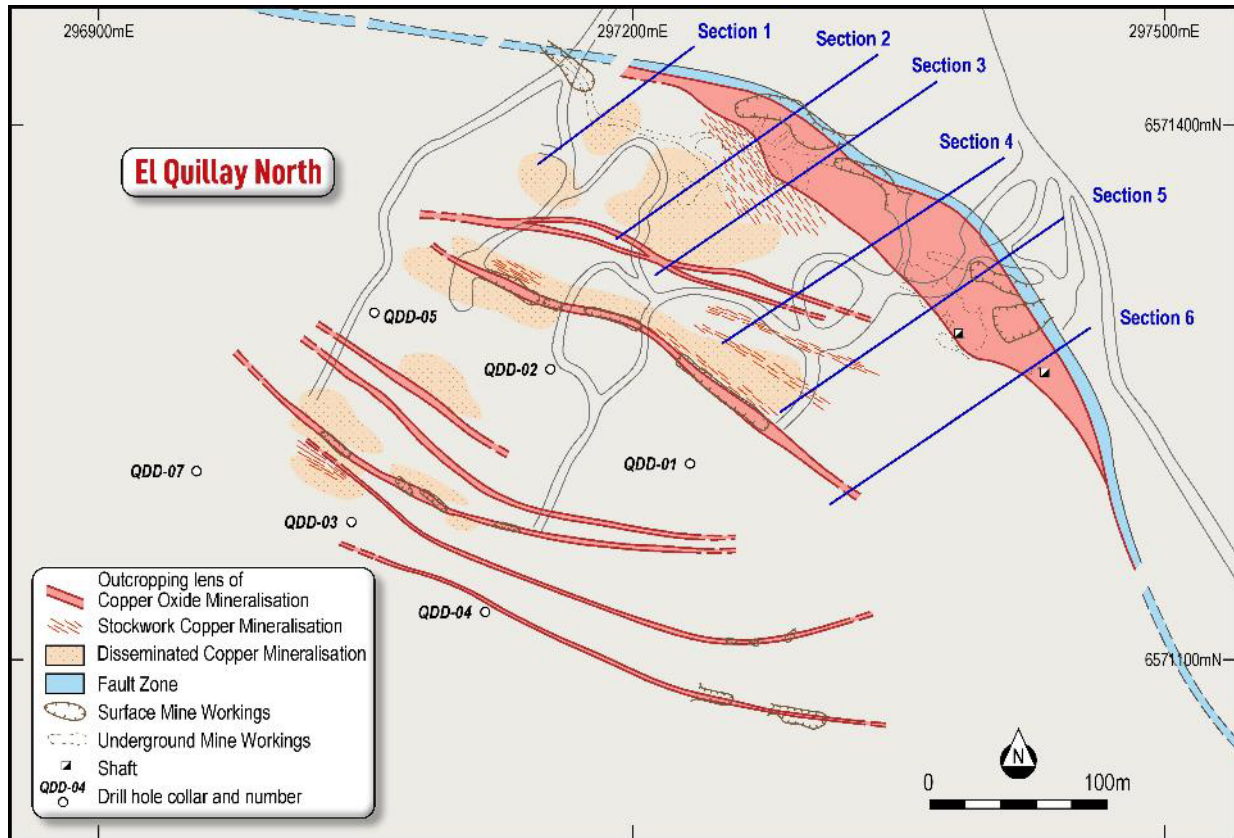 296900mE
297200mE
297500mE
Section 1
Section 2
Section 3
6571400mN
Section 4
El Quillay North
Section 5
Section 6
QDD-05
QDD-02
QDD-01
QDD-07
QDD-03
QDD-04
6571100mN
Outcropping lens of
Copper Oxide Mineralisation
Stockwork Copper Mineralisation
Disseminated Copper Mineralisation
Fault Zone
Surface Mine Workings
Underground Mine Workings
Shaft
QDD-04
Drill hole collar and number
N
0 100m